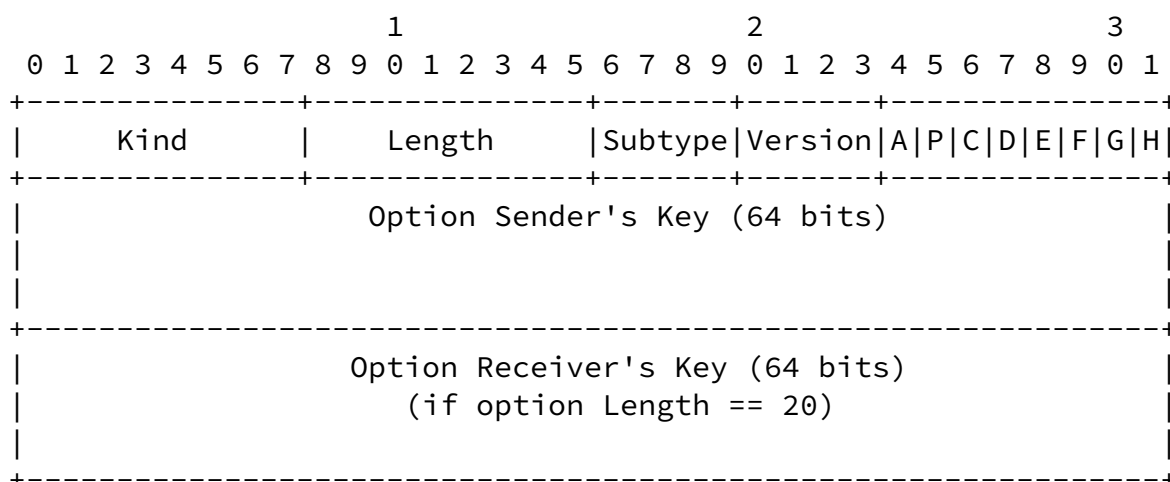 1                   2                   3
 0 1 2 3 4 5 6 7 8 9 0 1 2 3 4 5 6 7 8 9 0 1 2 3 4 5 6 7 8 9 0 1
+---------------+---------------+-------+-------+---------------+
|     Kind      |    Length     |Subtype|Version|A|P|C|D|E|F|G|H|
+---------------+---------------+-------+-------+---------------+
|                   Option Sender's Key (64 bits)               |
|                                                               |
|                                                               |
+---------------------------------------------------------------+
|                  Option Receiver's Key (64 bits)              |
|                     (if option Length == 20)                  |
|                                                               |
+---------------------------------------------------------------+